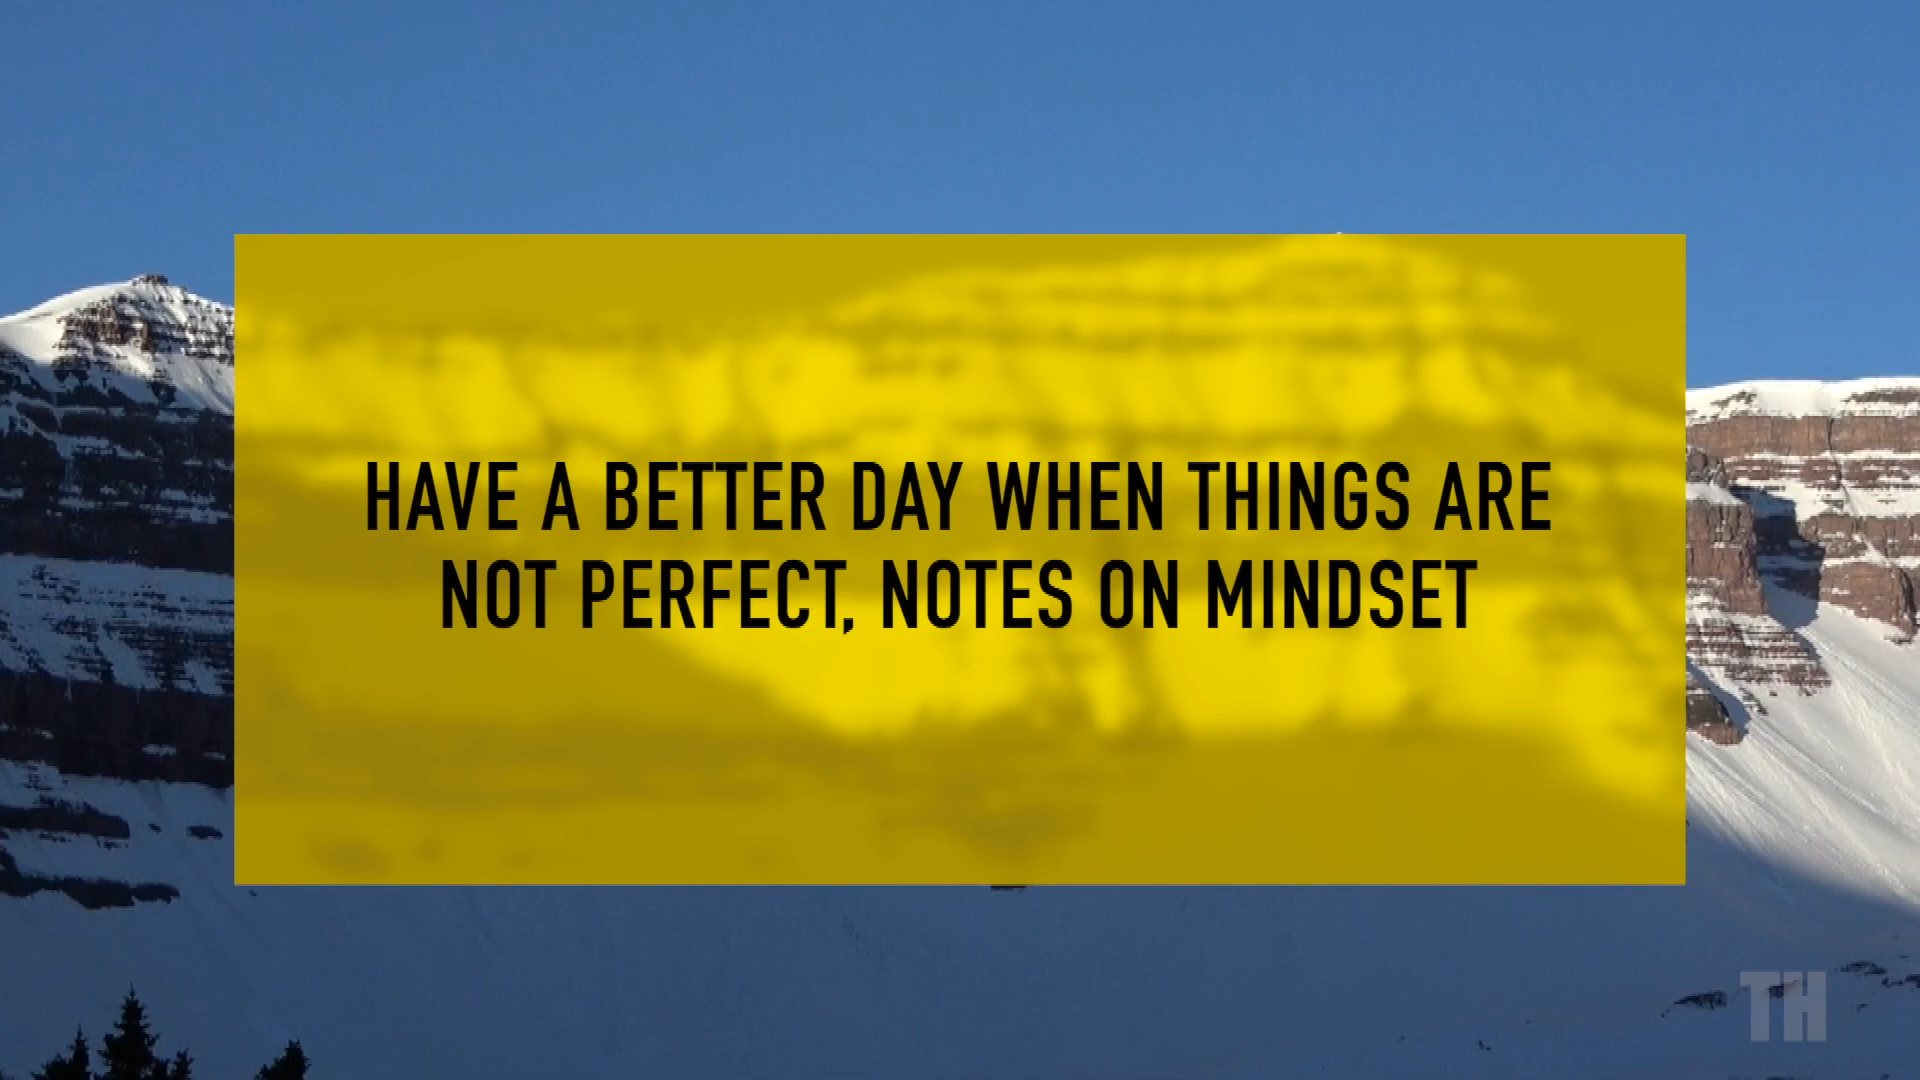 HAVE A BETTER DAY WHEN THINGS ARE
NOT PERFECT, NOTES ON MINDSET
TH